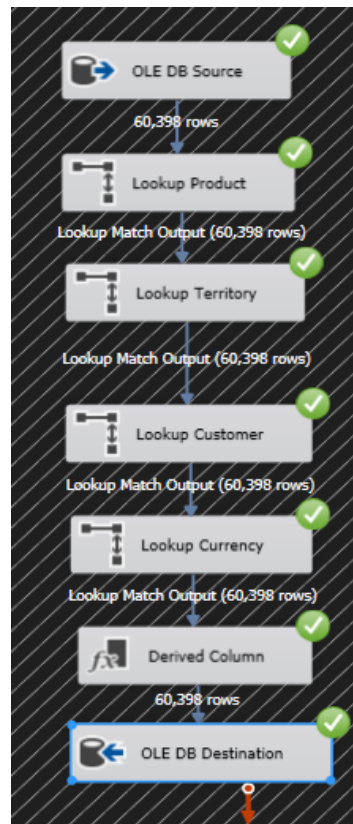 OLE DB Source
60,398 rows
Lookup Product
Lookup Match Output (60,398 rows)
Lookup Territory
Lookup Match Output (60,398 rows)
Lookup Customer
Lookup Match Output (60,398 rows)
Lookup Currency
Lookup Match Output (60,398 rows)
fx Derived Column
60,398 rows
OLE DB Destination